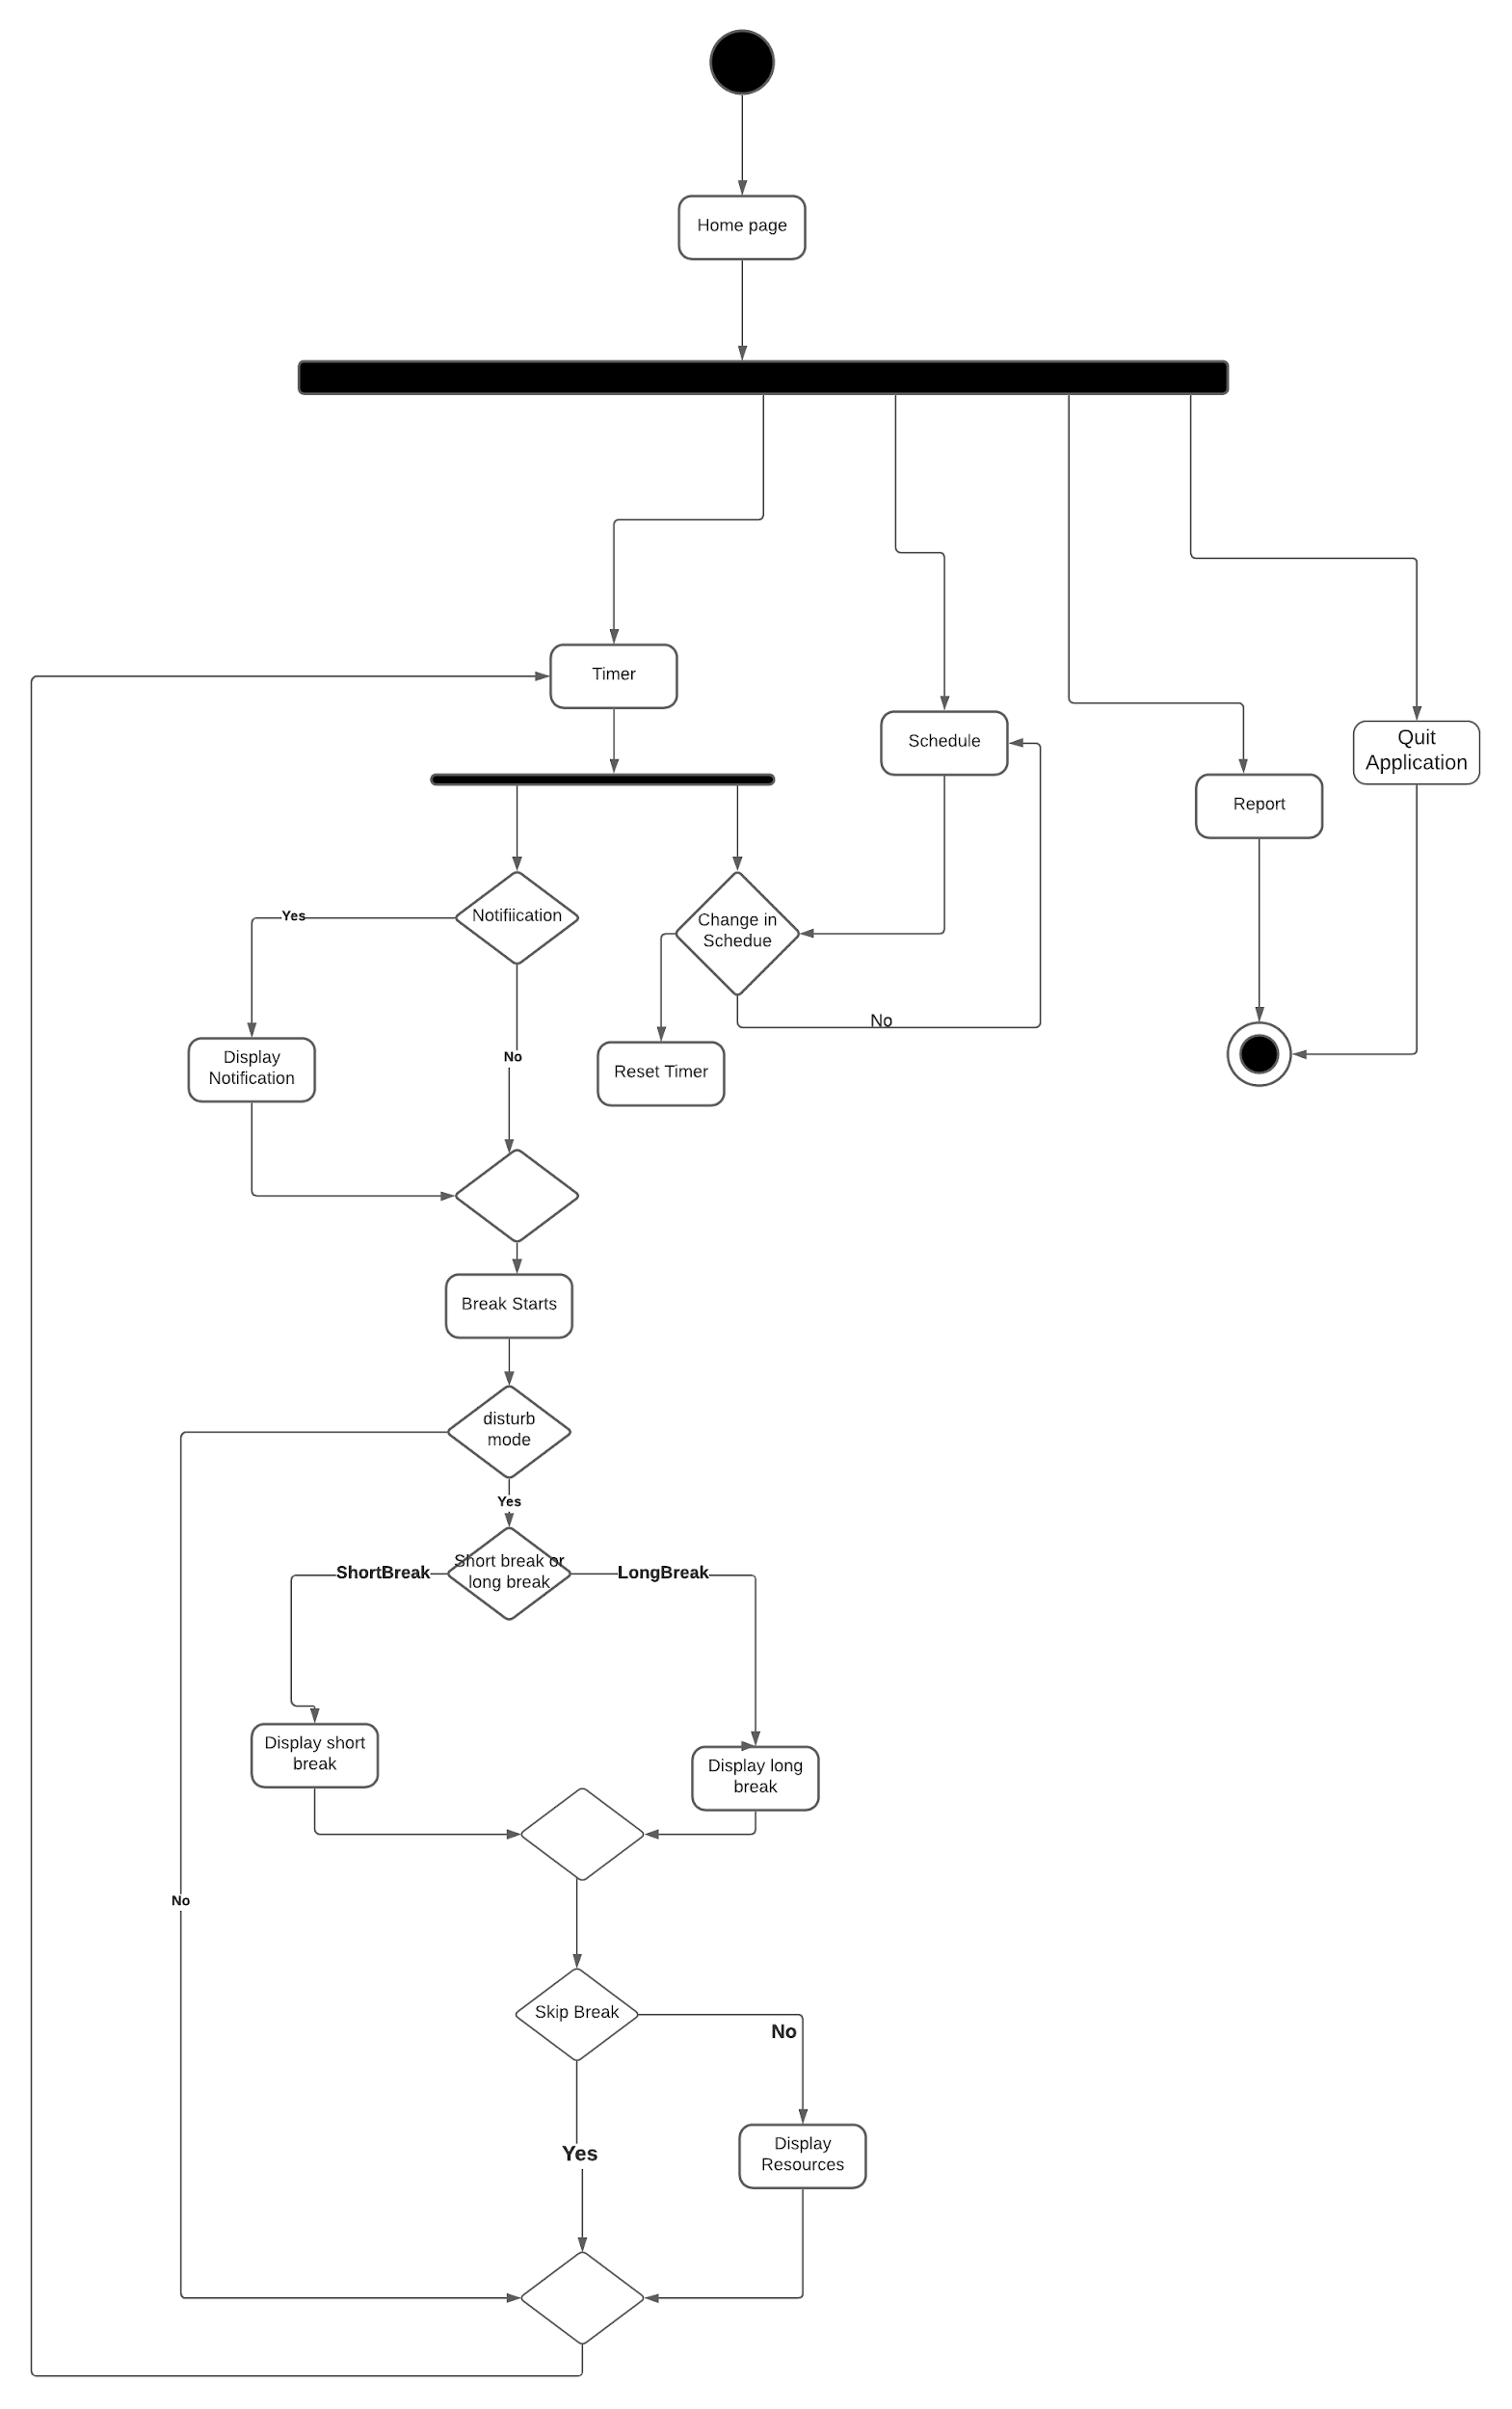 Home page
Timer
Schedule
Quit
Application
Report
Notifiication
Yes
Change in
Schedue
No
Display
Notification
No
Reset Timer
Break Starts
disturb
mode
Yes
Short break or
long break
ShortBreak
LongBreak
Display short
break
Display long
break
No
Skip Break
No
Yes
Display
Resources